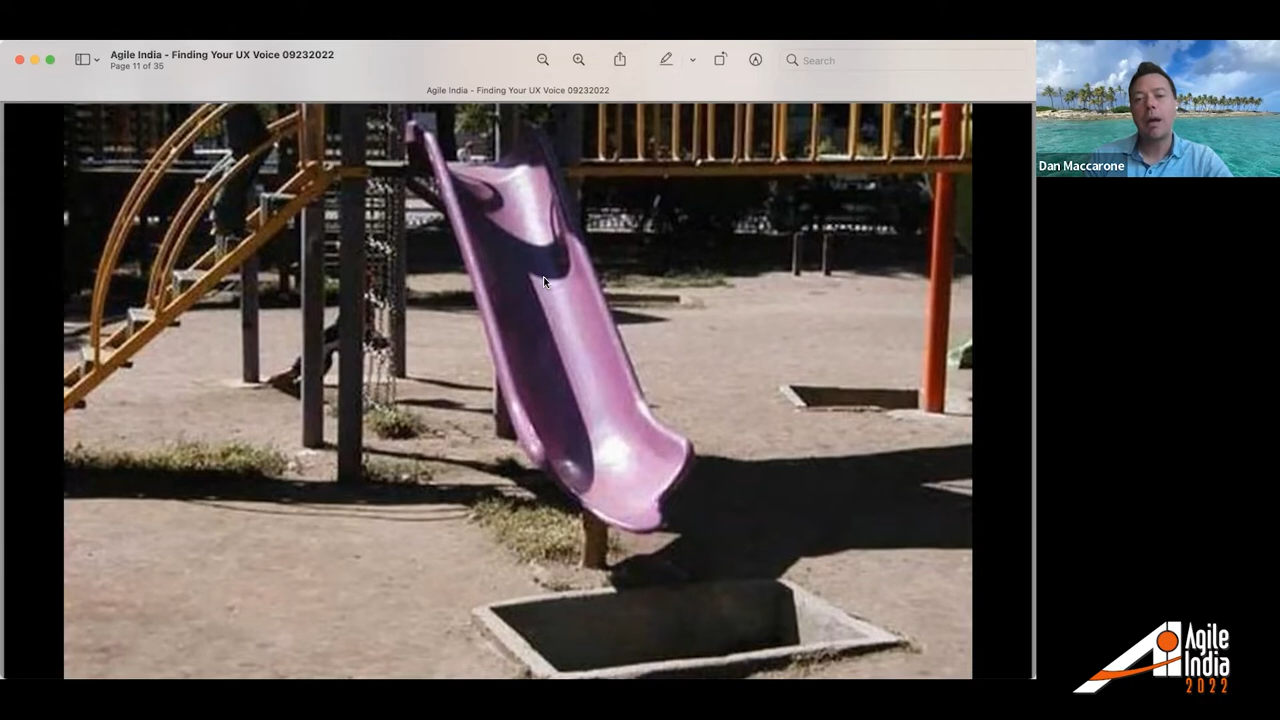 Agile India - Finding Your UX Voice 09232022
Page 11 of 35
Search
Agile India - Finding Your UX Voice 09232022
Dan Maccarone
Agile
India
2022